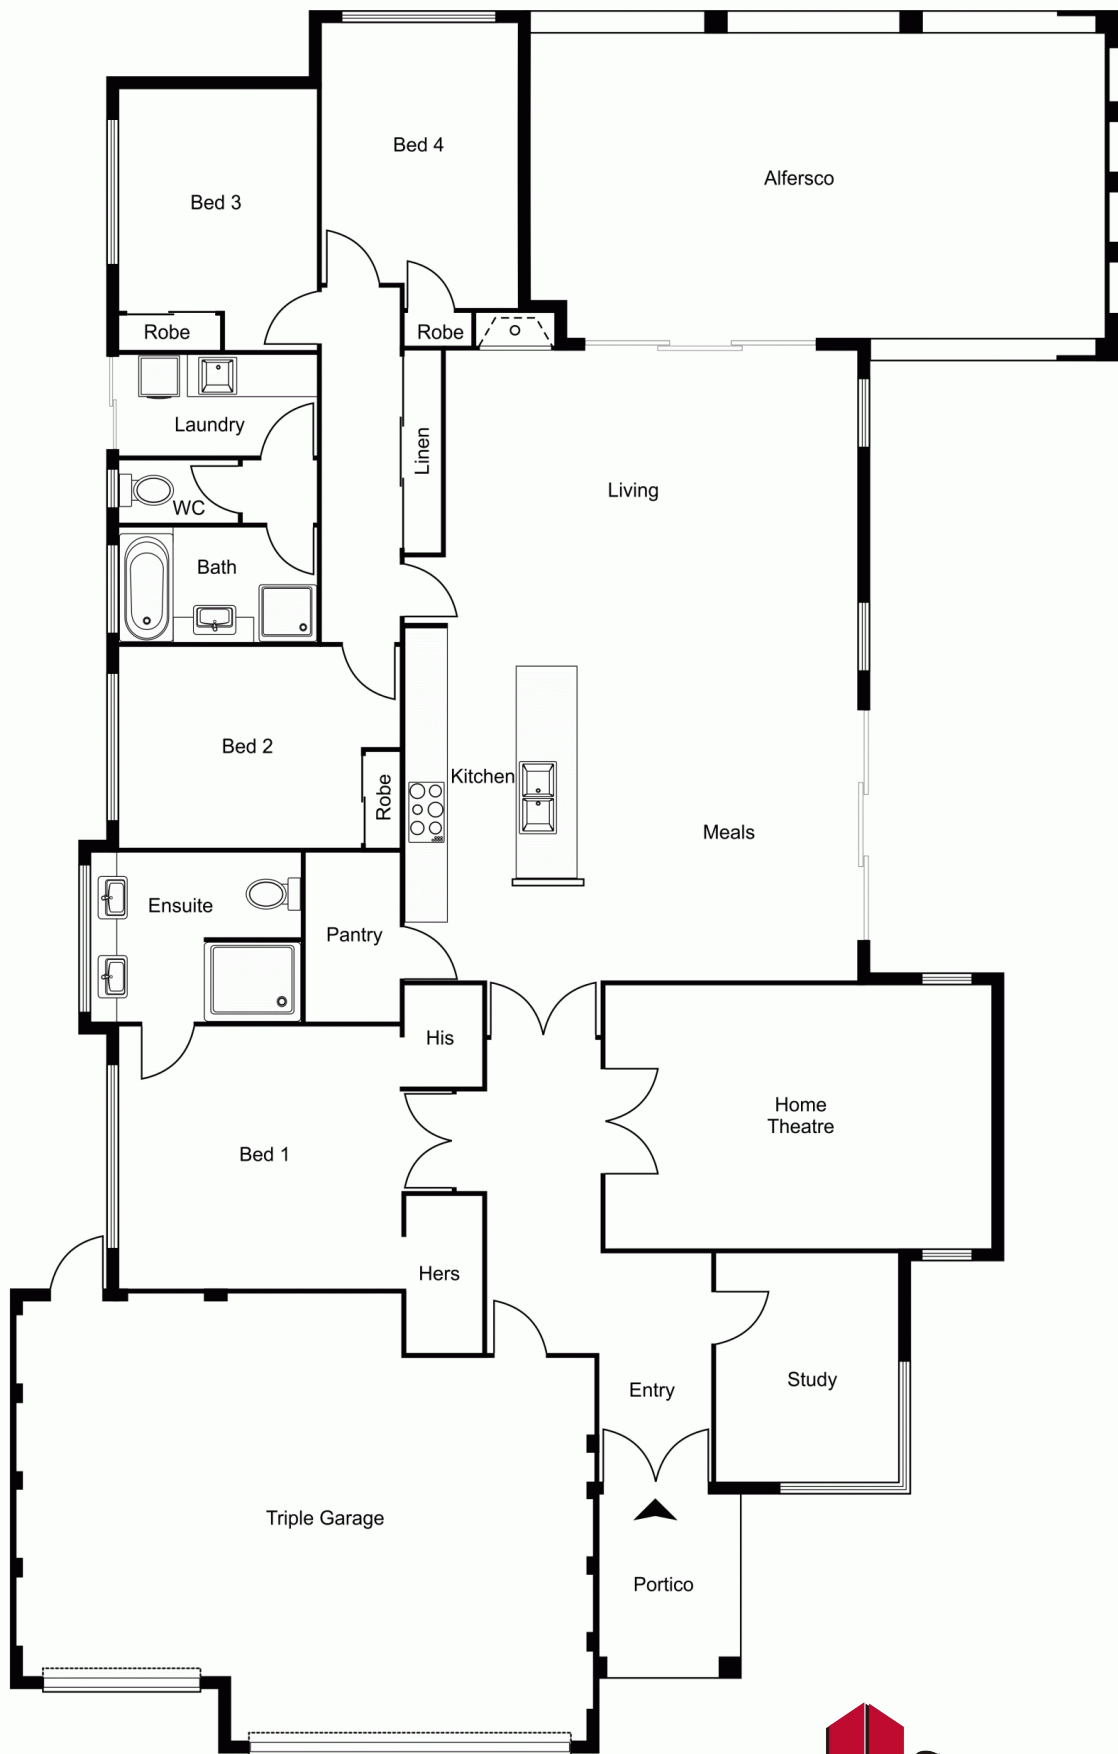 Bed 4
Alfersco
Bed 3
Robe
Robe
Laundry
Linen
Living
WC
Bath
Bed 2
Kitchen
Robe
Meals
Ensuite
Pantry
His
Home
Theatre
Bed 1
Hers
Study
Entry
Triple Garage
Portico